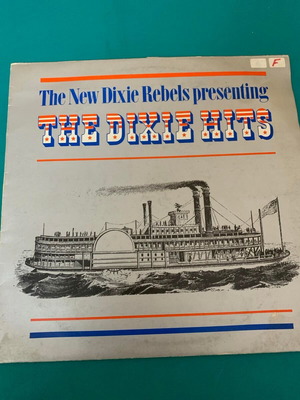 F
The New Dixie Rebels presenting
THE DIXIE HITS